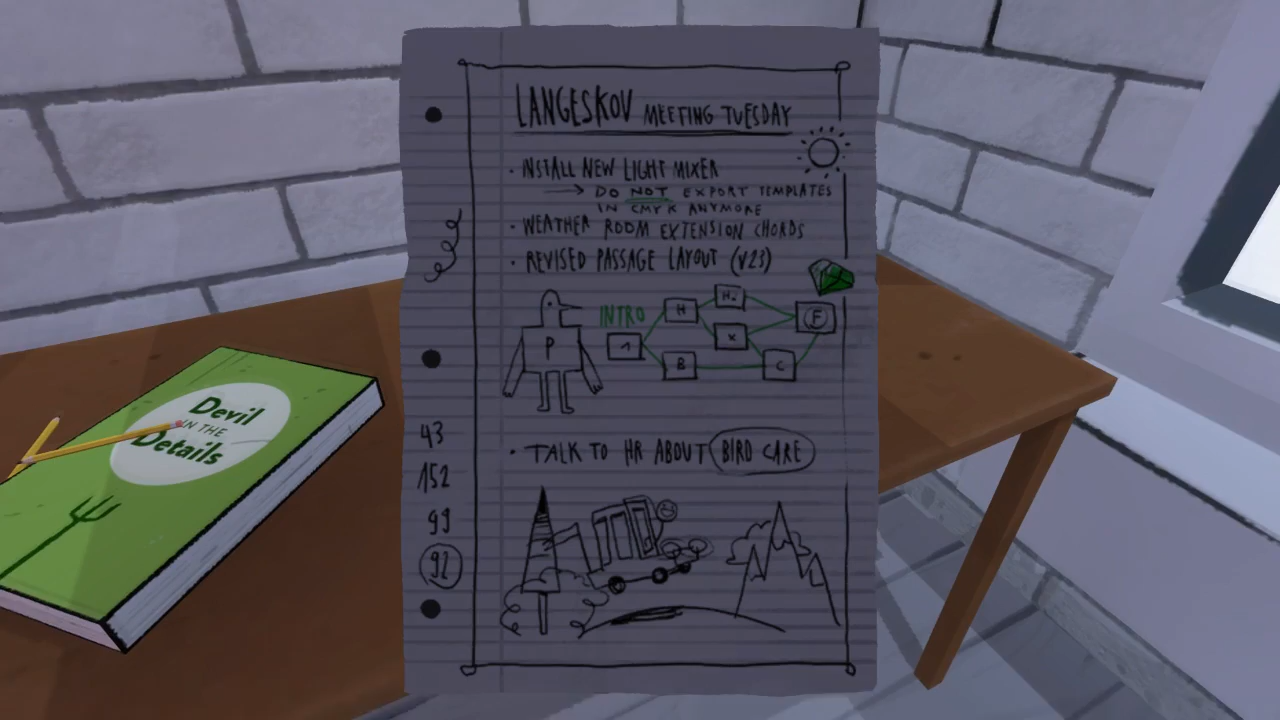 LANGESKOV MEETING TUESDAY
· INSTALL NEW LIGHT MIXER
→ DO NOT EXPORT TEMPLATES
IN CMYK ANYMORE
· WEATHER ROOM EXTENSION CHORDS
· REVISED PASSAGE LAYOUT (V23)
INTRO
P
1
H
H2
X
B
C
F
· TALK TO HR ABOUT BIRD CARE
43
152
99
92
Devil
IN THE
Details